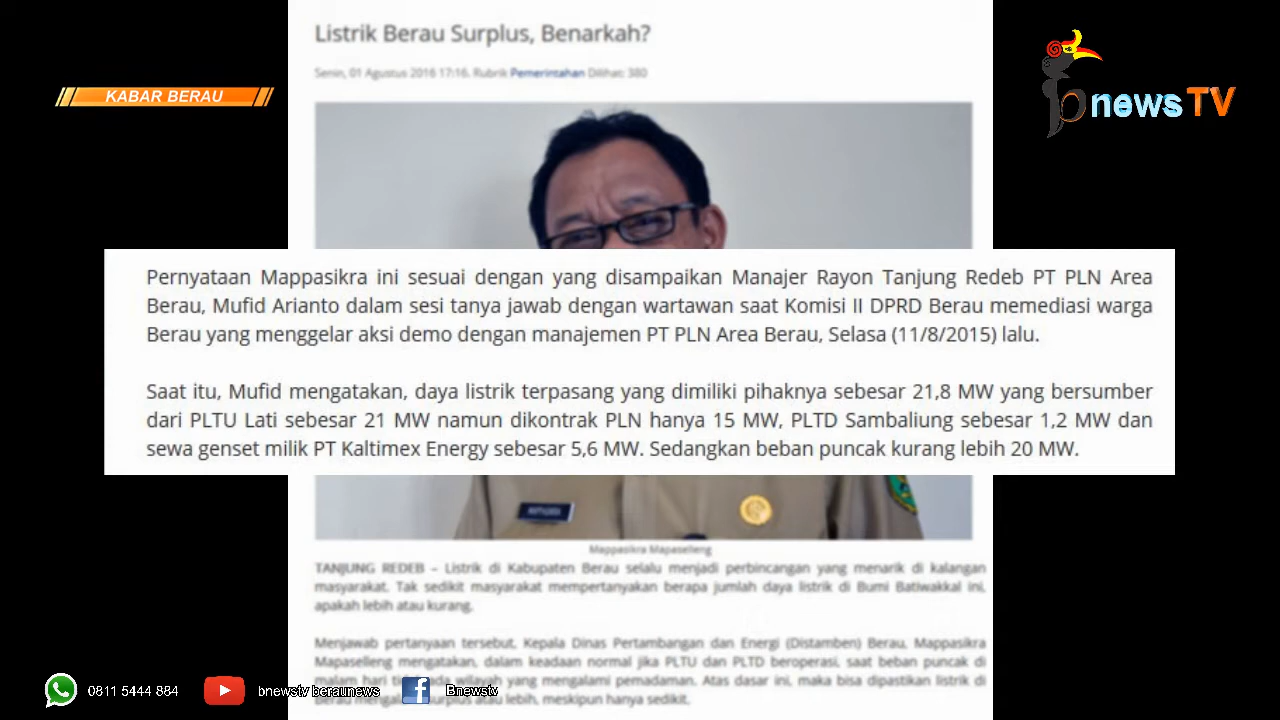 Listrik Berau Surplus, Benarkah?
Senin, 01 Agustus 2016 17:16. Rubrik Pemerintahan Dilihat: 380
KABAR BERAU
bnewsTV
Pernyataan Mappasikra ini sesuai dengan yang disampaikan Manajer Rayon Tanjung Redeb PT PLN Area
Berau, Mufid Arianto dalam sesi tanya jawab dengan wartawan saat Komisi II DPRD Berau memediasi warga
Berau yang menggelar aksi demo dengan manajemen PT PLN Area Berau, Selasa (11/8/2015) lalu.
Saat itu, Mufid mengatakan, daya listrik terpasang yang dimiliki pihaknya sebesar 21,8 MW yang bersumber
dari PLTU Lati sebesar 21 MW namun dikontrak PLN hanya 15 MW, PLTD Sambaliung sebesar 1,2 MW dan
sewa genset milik PT Kaltimex Energy sebesar 5,6 MW. Sedangkan beban puncak kurang lebih 20 MW.
Mappasikra Mapaselleng
TANJUNG REDEB – Listrik di Kabupaten Berau selalu menjadi perbincangan yang menarik di kalangan
masyarakat. Tak sedikit masyarakat mempertanyakan berapa jumlah daya listrik di Bumi Batiwakkal ini,
apakah lebih atau kurang.
Menjawab pertanyaan tersebut, Kepala Dinas Pertambangan dan Energi (Distamben) Berau, Mappasikra
Mapaselleng mengatakan, dalam keadaan normal jika PLTU dan PLTD beroperasi, saat beban puncak di
malam hari wilayah yang mengalami pemadaman. Atas dasar ini, maka bisa dipastikan listrik di
Berau surplus atau lebih, meskipun hanya sedikit.
0811 5444 884
bnewstv beraunews
Bnewstv